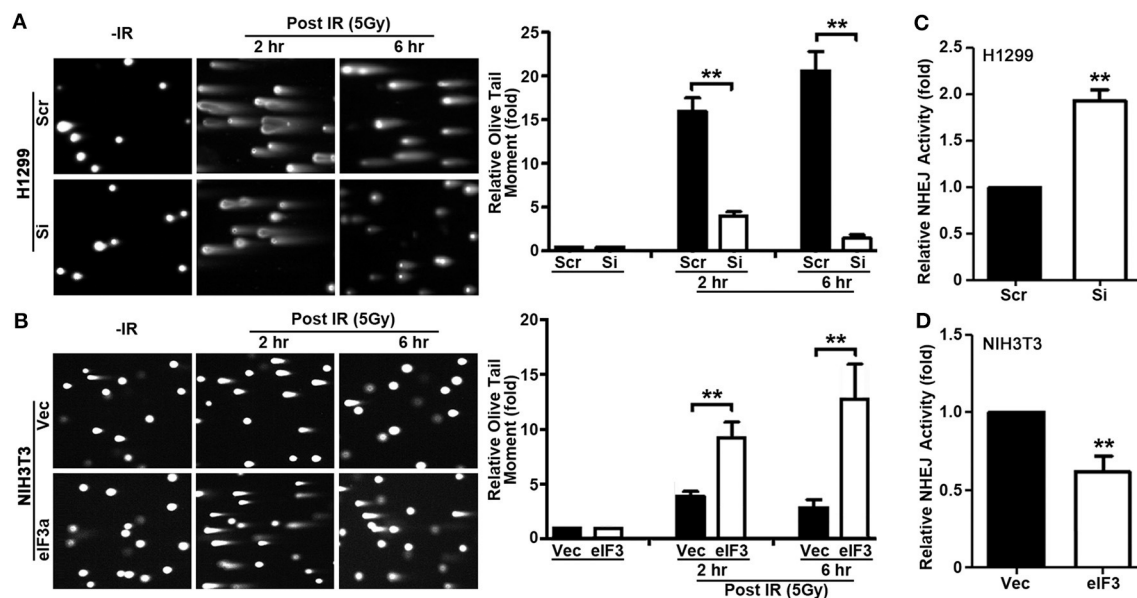 A
Post IR (5Gy)
-IR
2 hr
6 hr
H1299
Scr
Si
Relative Olive Tail
Moment (fold)
25
20
15
10
5
0
**
**
Scr Si
Scr Si
Scr Si
2 hr
6 hr
B
Post IR (5Gy)
-IR
2 hr
6 hr
NIH3T3
Vec
eIF3a
Relative Olive Tail
Moment (fold)
20
15
10
5
0
**
**
Vec eIF3
Vec eIF3
Vec eIF3
2 hr
6 hr
Post IR (5Gy)
C
Relative NHEJ Activity (fold)
H1299
2.5
2.0
1.5
1.0
0.5
0
**
Scr
Si
D
Relative NHEJ Activity (fold)
NIH3T3
1.5
1.0
0.5
0
**
Vec
eIF3